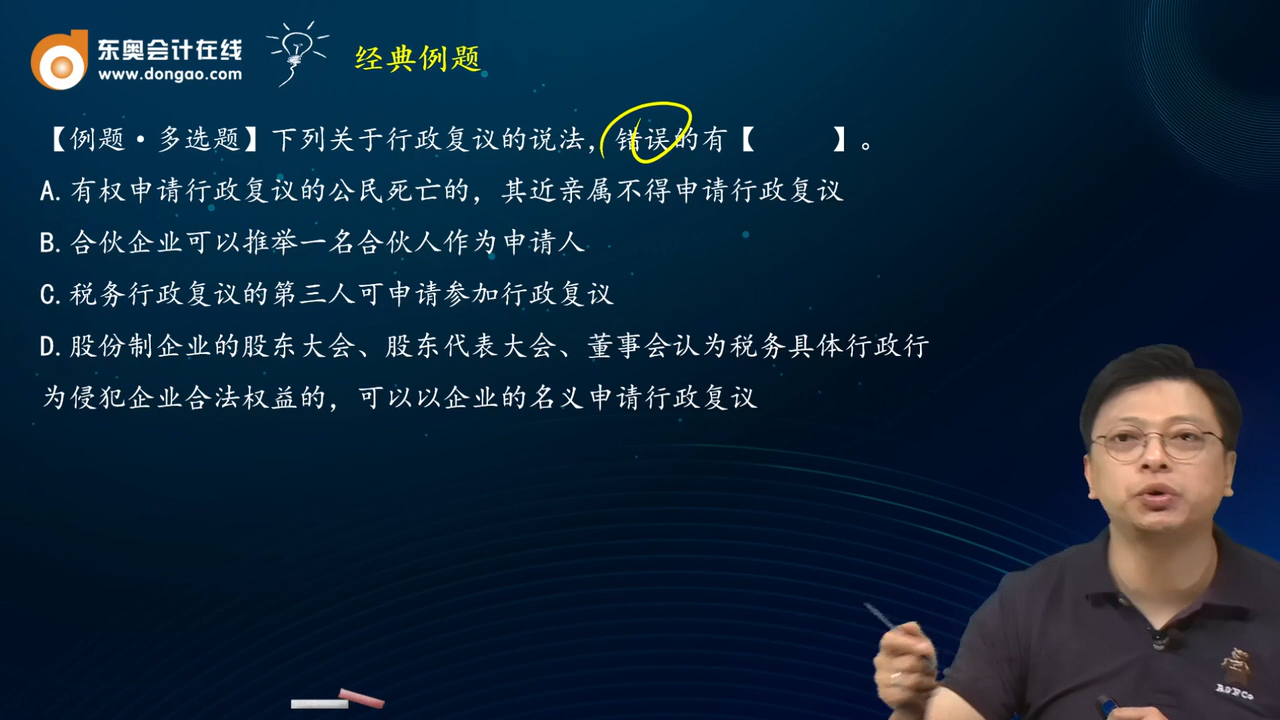 东奥会计在线
www.dongao.com
经典例题
【例题·多选题】下列关于行政复议的说法，错误的有【 】。
A.有权申请行政复议的公民死亡的，其近亲属不得申请行政复议
B.合伙企业可以推举一名合伙人作为申请人
C.税务行政复议的第三人可申请参加行政复议
D.股份制企业的股东大会、股东代表大会、董事会认为税务具体行政行
为侵犯企业合法权益的，可以以企业的名义申请行政复议